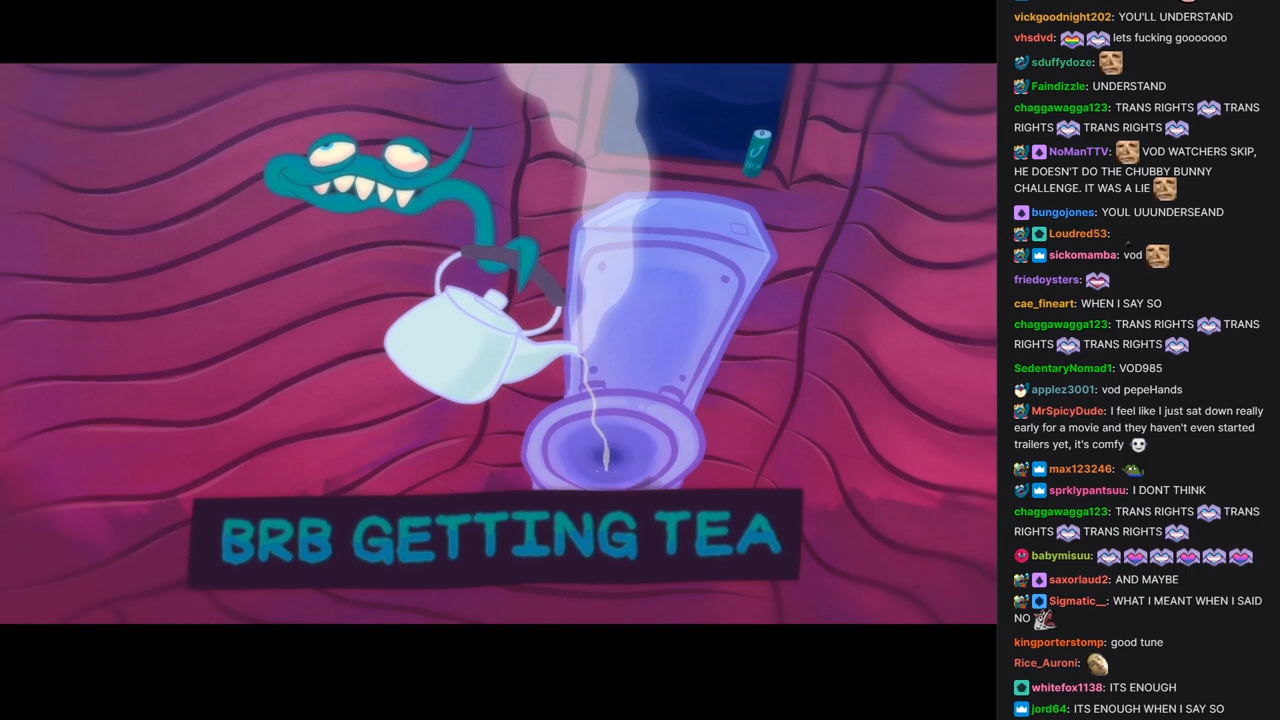 vickgoodnight202: YOU'LL UNDERSTAND
vhsdvd: lets fucking gooooooo
sduffydoze:
Faindizzle: UNDERSTAND
chaggawagga123: TRANS RIGHTS TRANS
RIGHTS TRANS RIGHTS
NoManTTV: VOD WATCHERS SKIP,
HE DOESN'T DO THE CHUBBY BUNNY
CHALLENGE. IT WAS A LIE
bungojones: YOUL UUUNDERSEAND
Loudred53:
sickomamba: vod
friedoysters:
cae_fineart: WHEN I SAY SO
chaggawagga123: TRANS RIGHTS TRANS
RIGHTS TRANS RIGHTS
SedentaryNomad1: VOD985
applez3001: vod pepeHands
MrSpicyDude: I feel like I just sat down really
early for a movie and they haven't even started
trailers yet, it's comfy
max123246:
sprklypantsuu: I DONT THINK
chaggawagga123: TRANS RIGHTS TRANS
RIGHTS TRANS RIGHTS
babymisuu:
saxorlaud2: AND MAYBE
Sigmatic__: WHAT I MEANT WHEN I SAID
NO
kingporterstomp: good tune
Rice_Auroni:
whitefox1138: ITS ENOUGH
jord64: ITS ENOUGH WHEN I SAY SO
BRB GETTING TEA